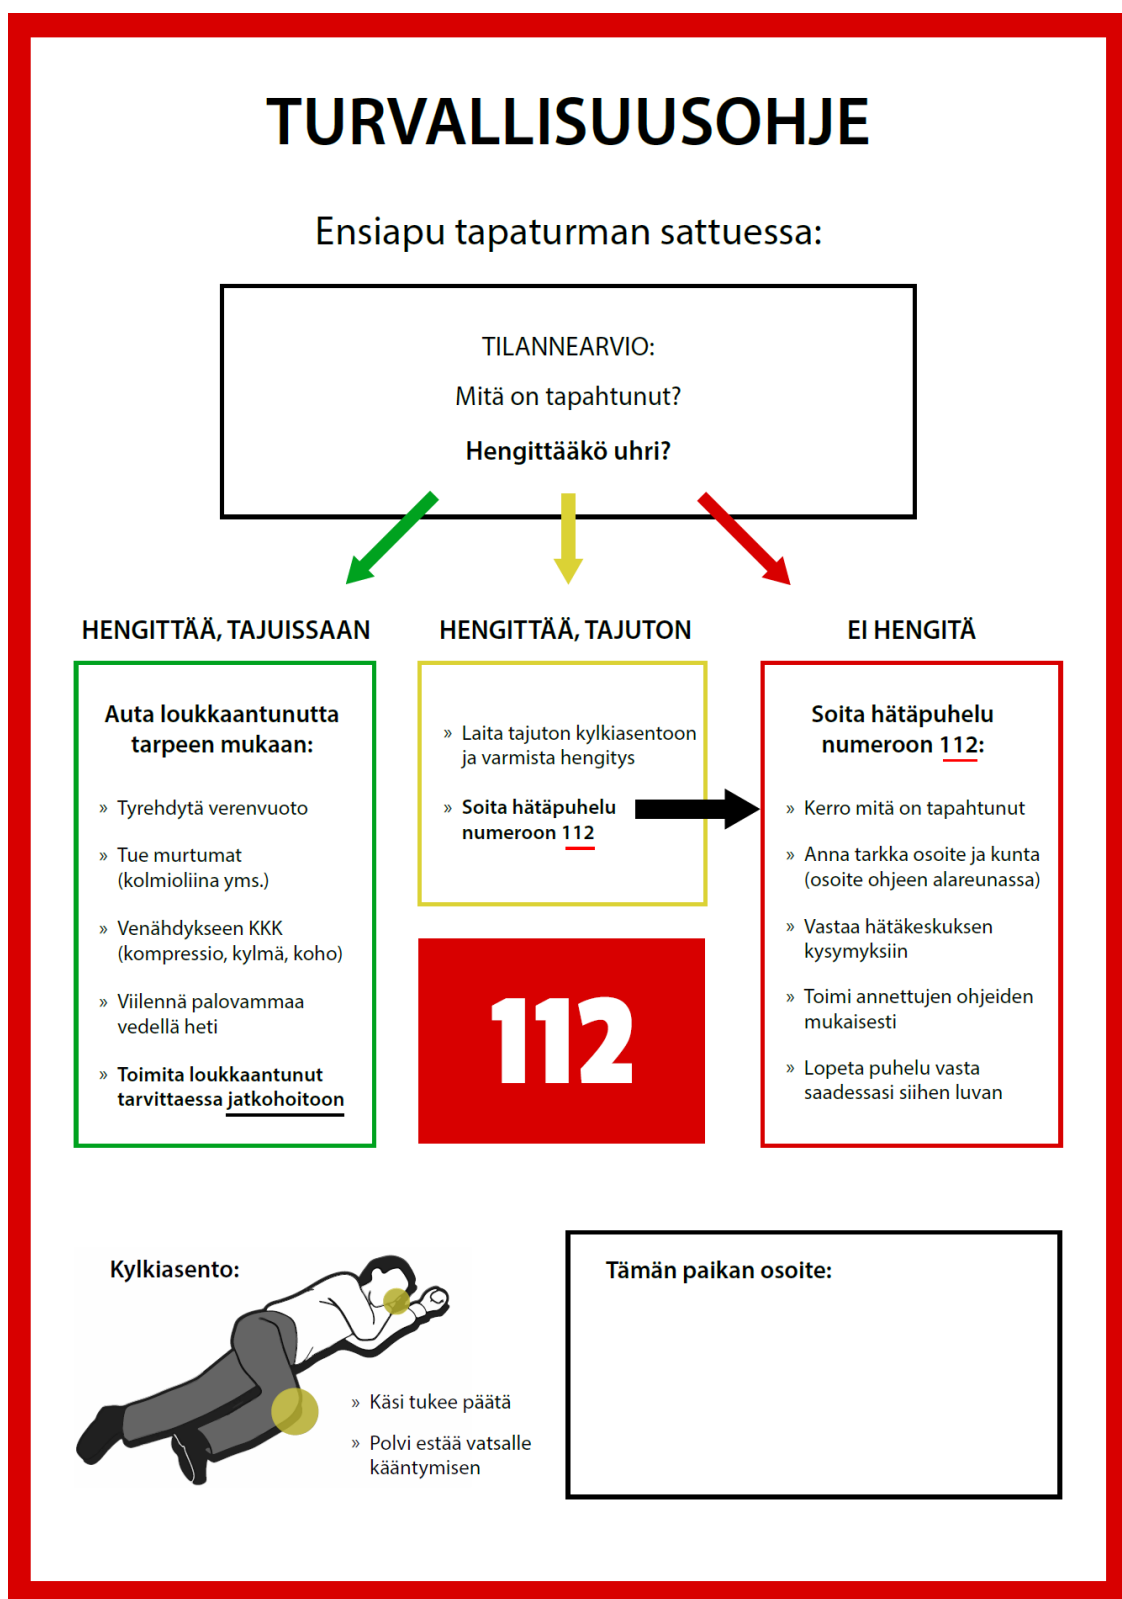 TURVALLISUUSOHJE
Ensiapu tapaturman sattuessa:
TILANNEARVIO:
Mitä on tapahtunut?
Hengittääkö uhri?
HENGITTÄÄ, TAJUISSAAN
Auta loukkaantunutta
tarpeen mukaan:
» Tyrehdytä verenvuoto
» Tue murtumat
(kolmioliina yms.)
» Venähdykseen KKK
(kompressio, kylmä, koho)
» Viilennä palovammaa
vedellä heti
» Toimita loukkaantunut
tarvittaessa jatkohoitoon
HENGITTÄÄ, TAJUTON
» Laita tajuton kylkiasentoon
ja varmista hengitys
» Soita hätäpuhelu
numeroon 112
112
EI HENGITÄ
Soita hätäpuhelu
numeroon 112:
» Kerro mitä on tapahtunut
» Anna tarkka osoite ja kunta
(osoite ohjeen alareunassa)
» Vastaa hätäkeskuksen
kysymyksiin
» Toimi annettujen ohjeiden
mukaisesti
» Lopeta puhelu vasta
saadessasi siihen luvan
Kylkiasento:
» Käsi tukee päätä
» Polvi estää vatsalle
kääntymisen
Tämän paikan osoite: